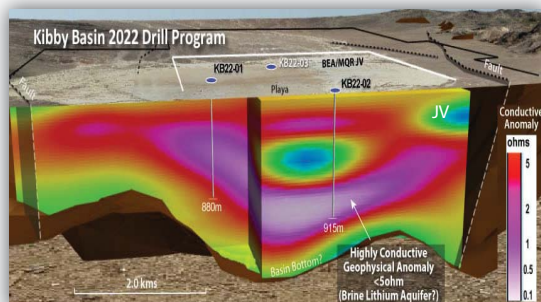 Kibby Basin 2022 Drill Program
KB22-01
KB22-03
BEA/MQR JV
KB22-02
Playa
Fault
JV
Conductive
Anomaly
ohms
5
2
1
0.5
0.1
880m
915m
Highly Conductive
Geophysical Anomaly
<5ohm
(Brine Lithium Aquifer?)
Basin Bottom?
2.0 kms